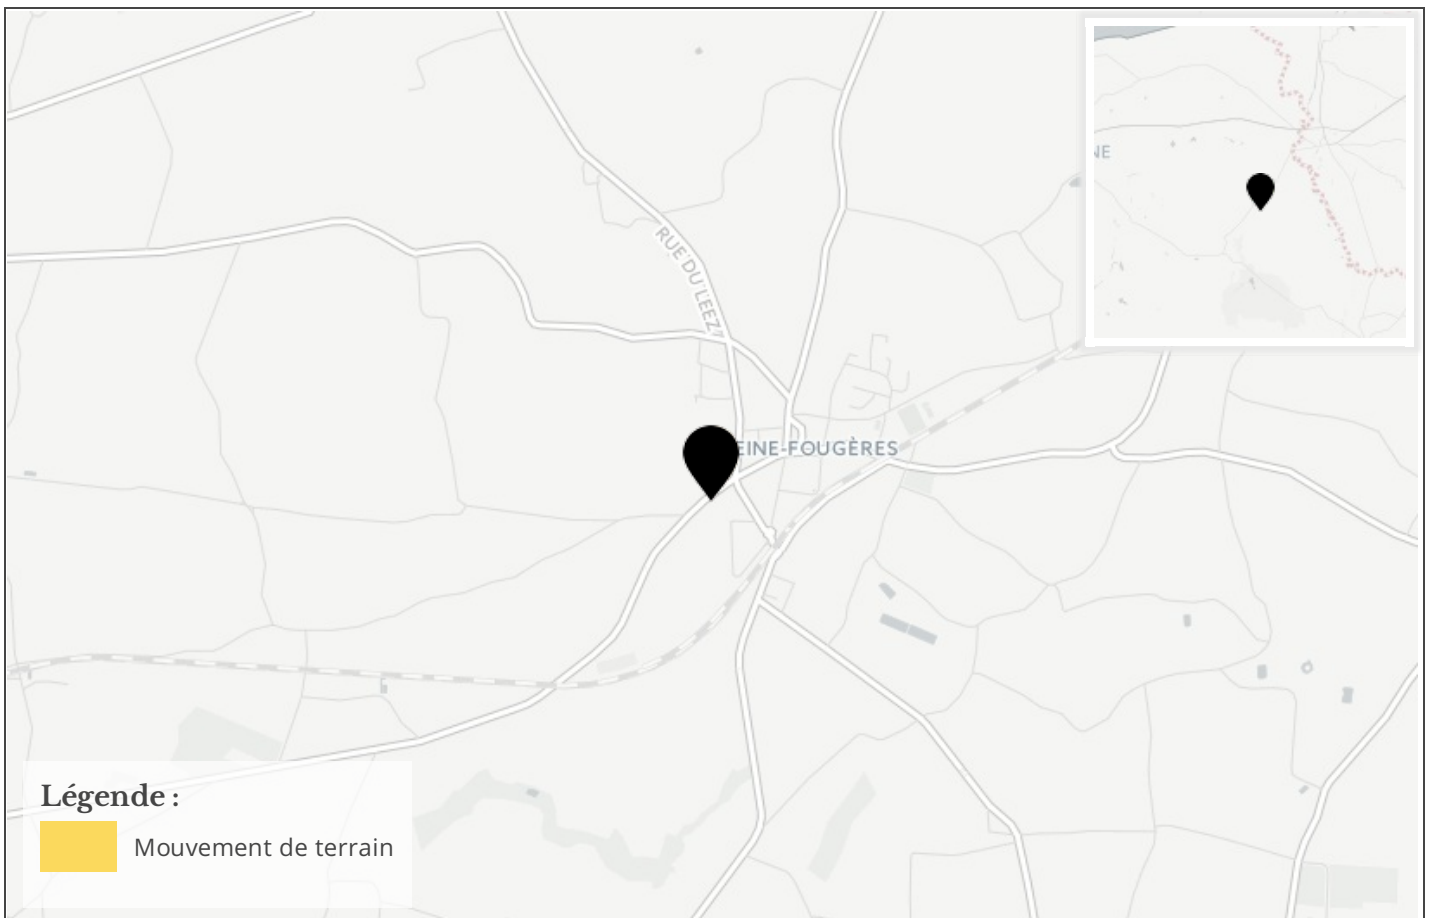 NE
RUE DU LEEZ
EINE-FOUGÈRES
Légende :
Mouvement de terrain